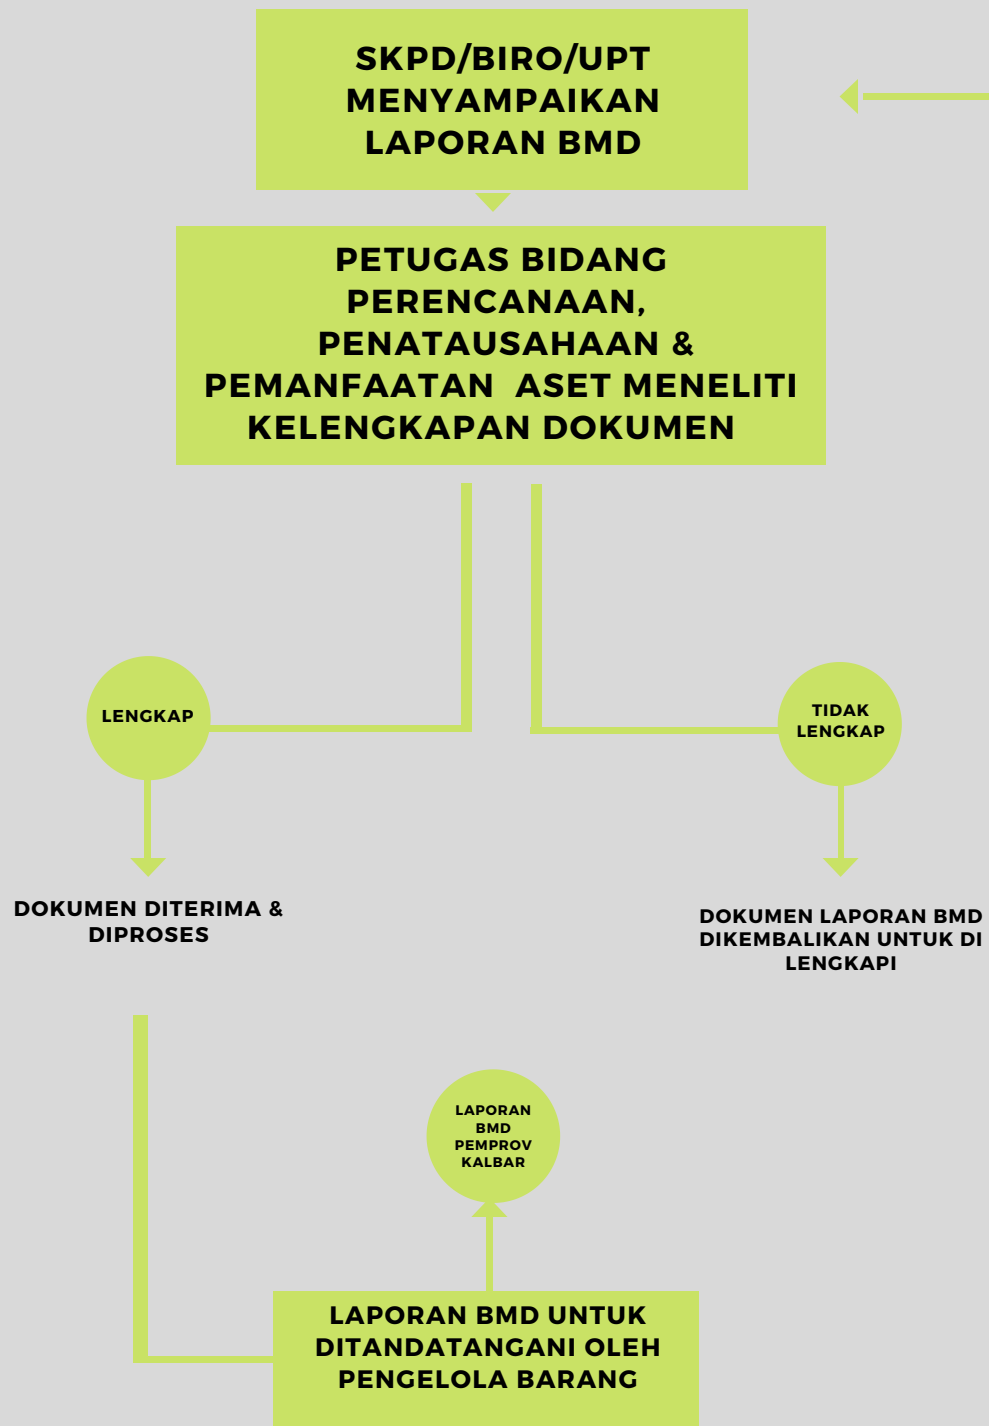 SKPD/BIRO/UPT
MENYAMPAIKAN
LAPORAN BMD
PETUGAS BIDANG
PERENCANAAN,
PENATAUSAHAAN &
PEMANFAATAN ASET MENELITI
KELENGKAPAN DOKUMEN
LENGKAP
TIDAK
LENGKAP
DOKUMEN DITERIMA &
DIPROSES
DOKUMEN LAPORAN BMD
DIKEMBALIKAN UNTUK DI
LENGKAPI
LAPORAN
BMD
PEMPROV
KALBAR
LAPORAN BMD UNTUK
DITANDATANGANI OLEH
PENGELOLA BARANG